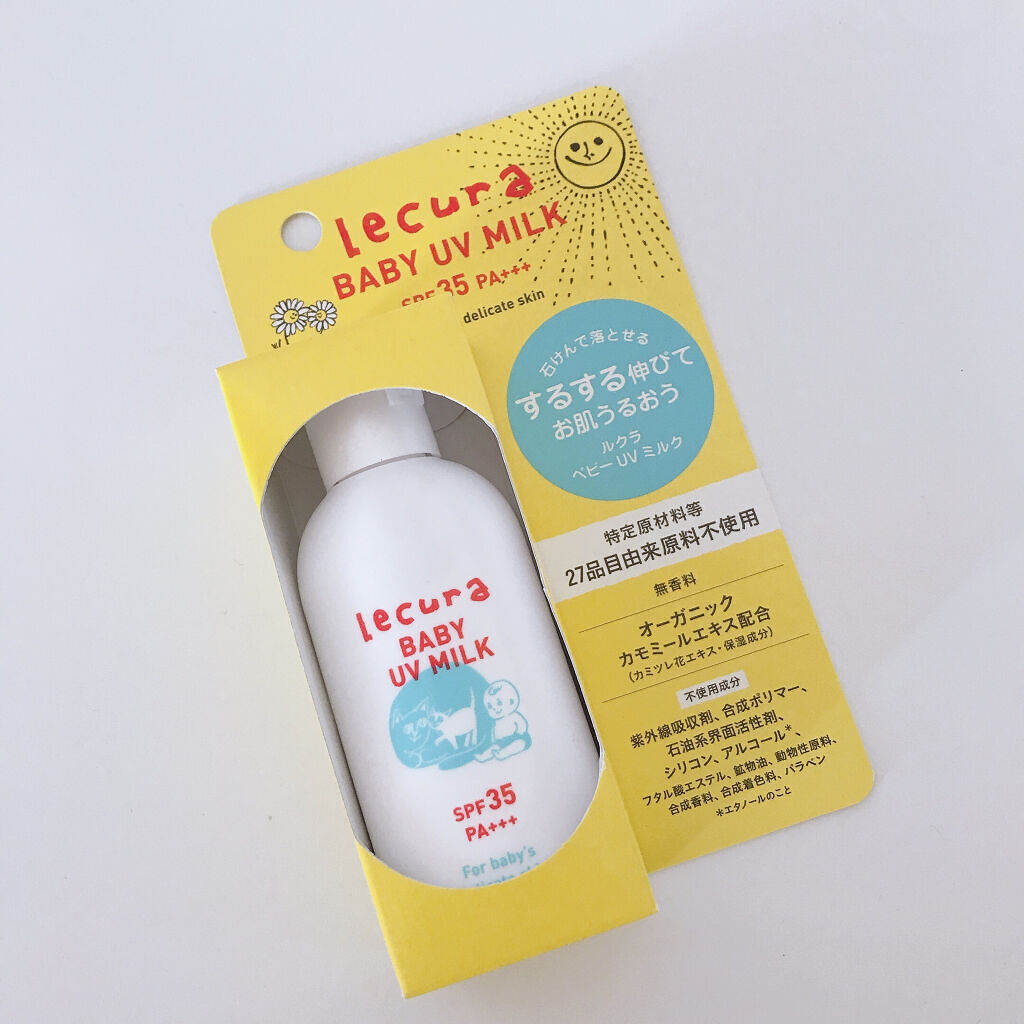 lecura
BABY UV MILK
SPF35 PA+++
delicate skin
石けんで落とせる
するする伸びて
お肌うるおう
ルクラ
ベビー UV ミルク
特定原材料等
27品目由来原料不使用
無香料
オーガニック
カモミールエキス配合
(カミツレ花エキス・保湿成分)
不使用成分
紫外線吸収剤、合成ポリマー、
石油系界面活性剤、
シリコン、アルコール*、
フタル酸エステル、鉱物油、動物性原料、
合成香料、合成着色料、パラベン
*エタノールのこと
lecura
BABY
UV MILK
SPF35
PA+++
For baby's